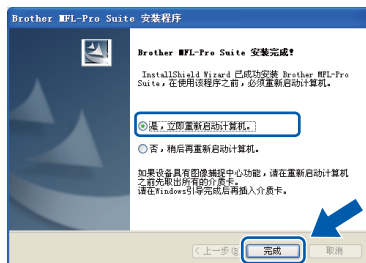 Brother MFL-Pro Suite 安装程序
Brother MFL-Pro Suite 安装完成!
InstallShield Wizard 已成功安装 Brother MFL-Pro
Suite,在使用该程序之前,必须重新启动计算机。
是,立即重新启动计算机。
否,稍后再重新启动计算机。
如果设备具有图像捕捉中心功能,请在重新启动计算机
之前先取出所有的介质卡。
请在Windows引导完成后再插入介质卡。
< 上一步(B) 完成 取消